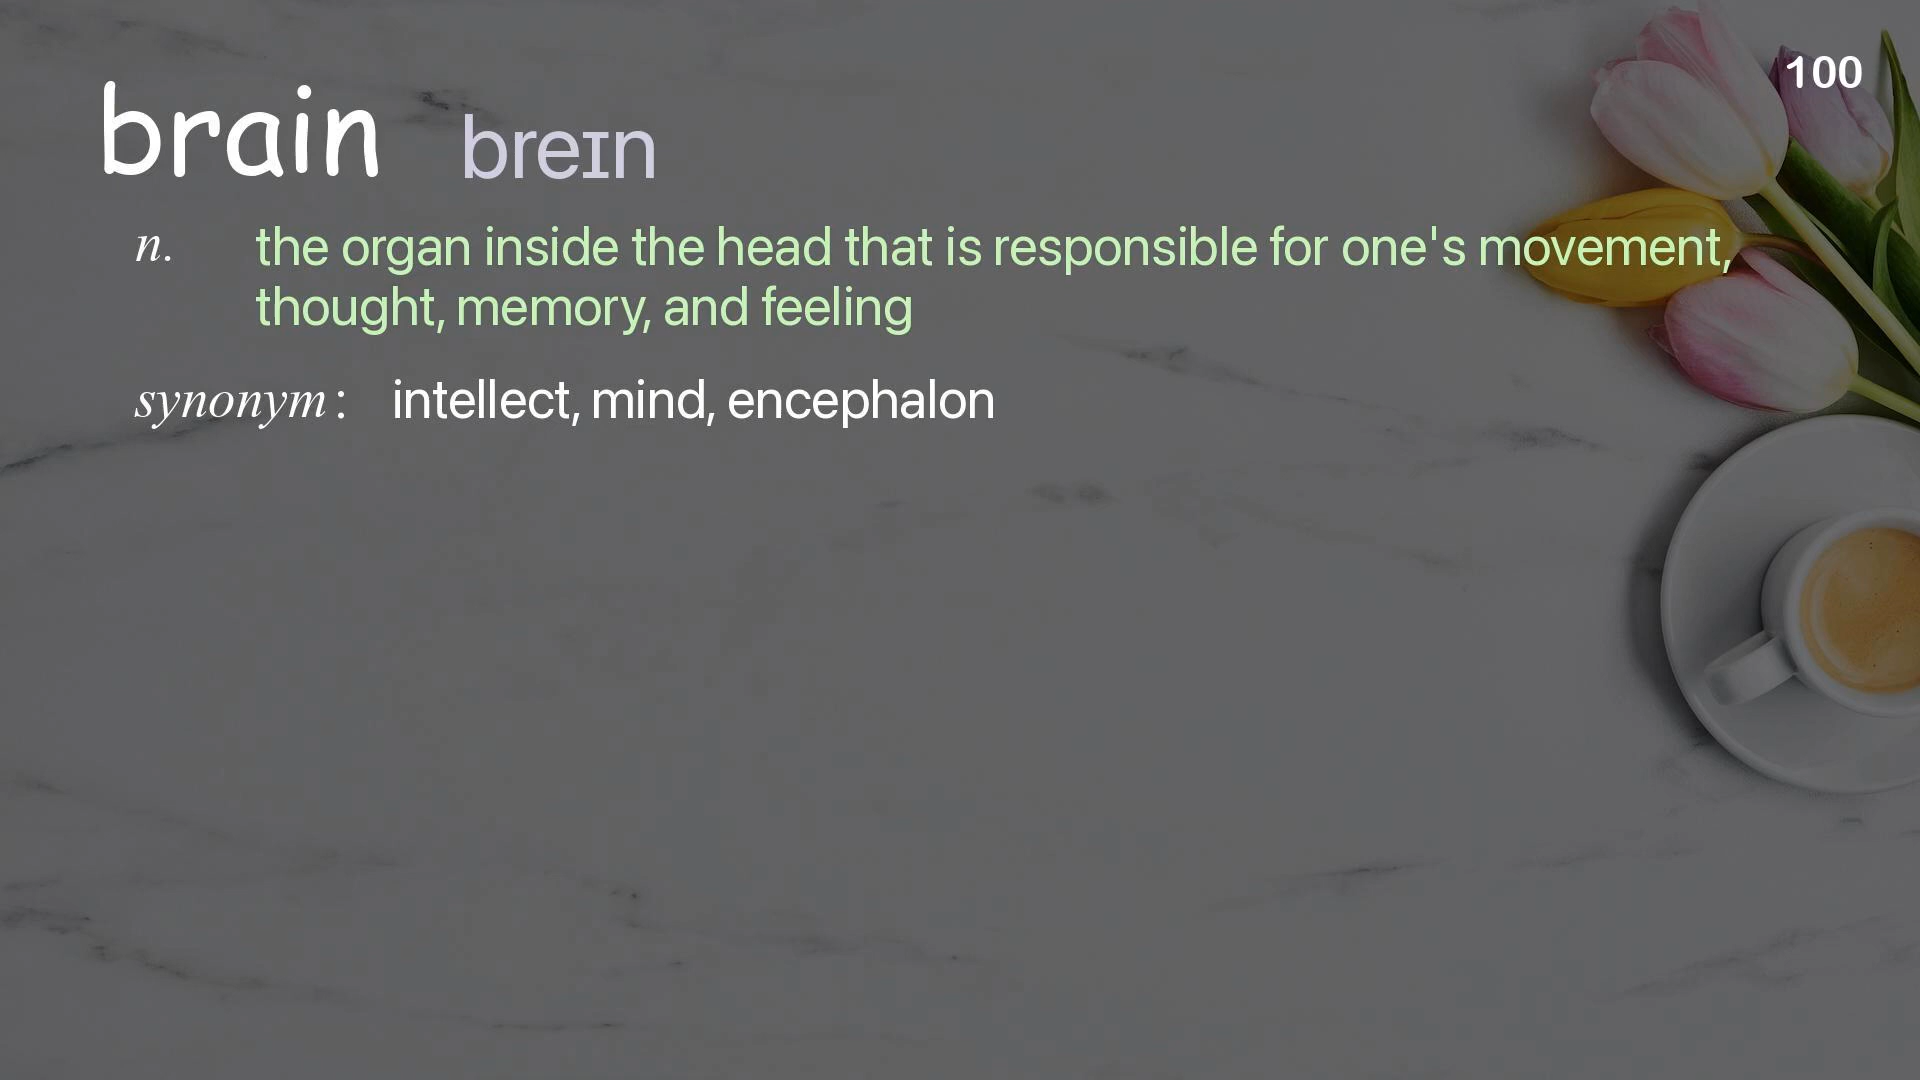 100
brain breɪn
n. the organ inside the head that is responsible for one's movement,
thought, memory, and feeling
synonym: intellect, mind, encephalon